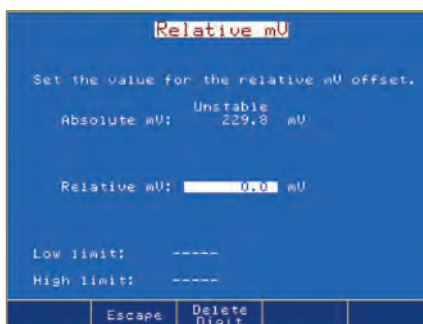 Relative mV
Set the value for the relative mV offset.
Unstable
Absolute mV: 229.8 mV
Relative mV: 0.0 mV
Low limit: -----
High limit: -----
Escape Delete
Digit